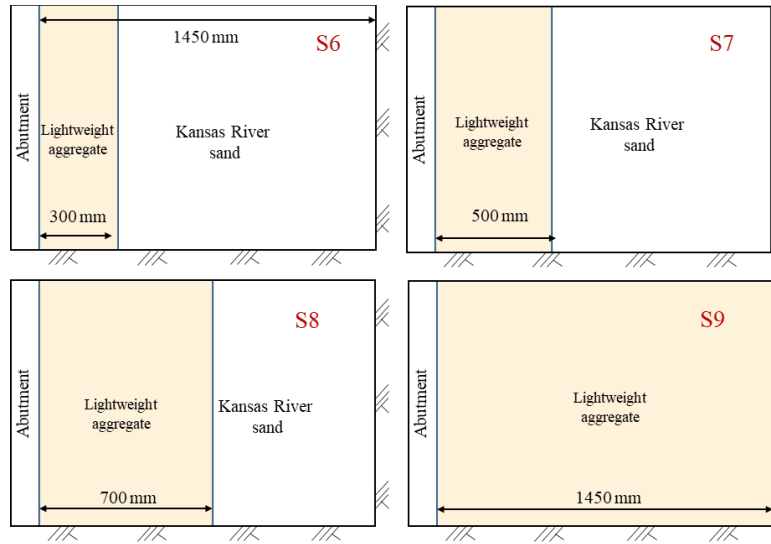 1450 mm
S6
Abutment
Lightweight
aggregate
Kansas River
sand
300 mm
S7
Abutment
Lightweight
aggregate
Kansas River
sand
500 mm
S8
Abutment
Lightweight
aggregate
Kansas River
sand
700 mm
S9
Abutment
Lightweight
aggregate
1450 mm